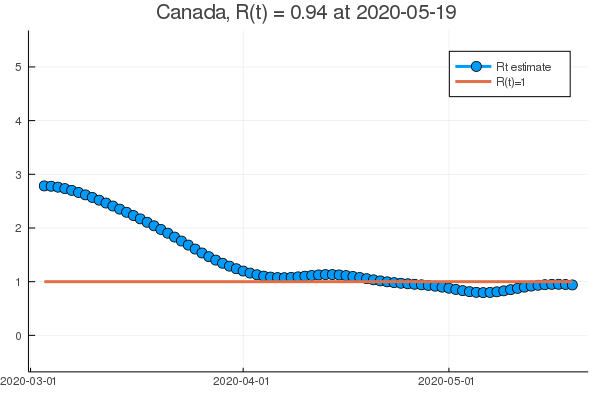 Canada, R(t) = 0.94 at 2020-05-19
Rt estimate
R(t)=1
5
4
3
2
1
0
2020-03-01 2020-04-01 2020-05-01